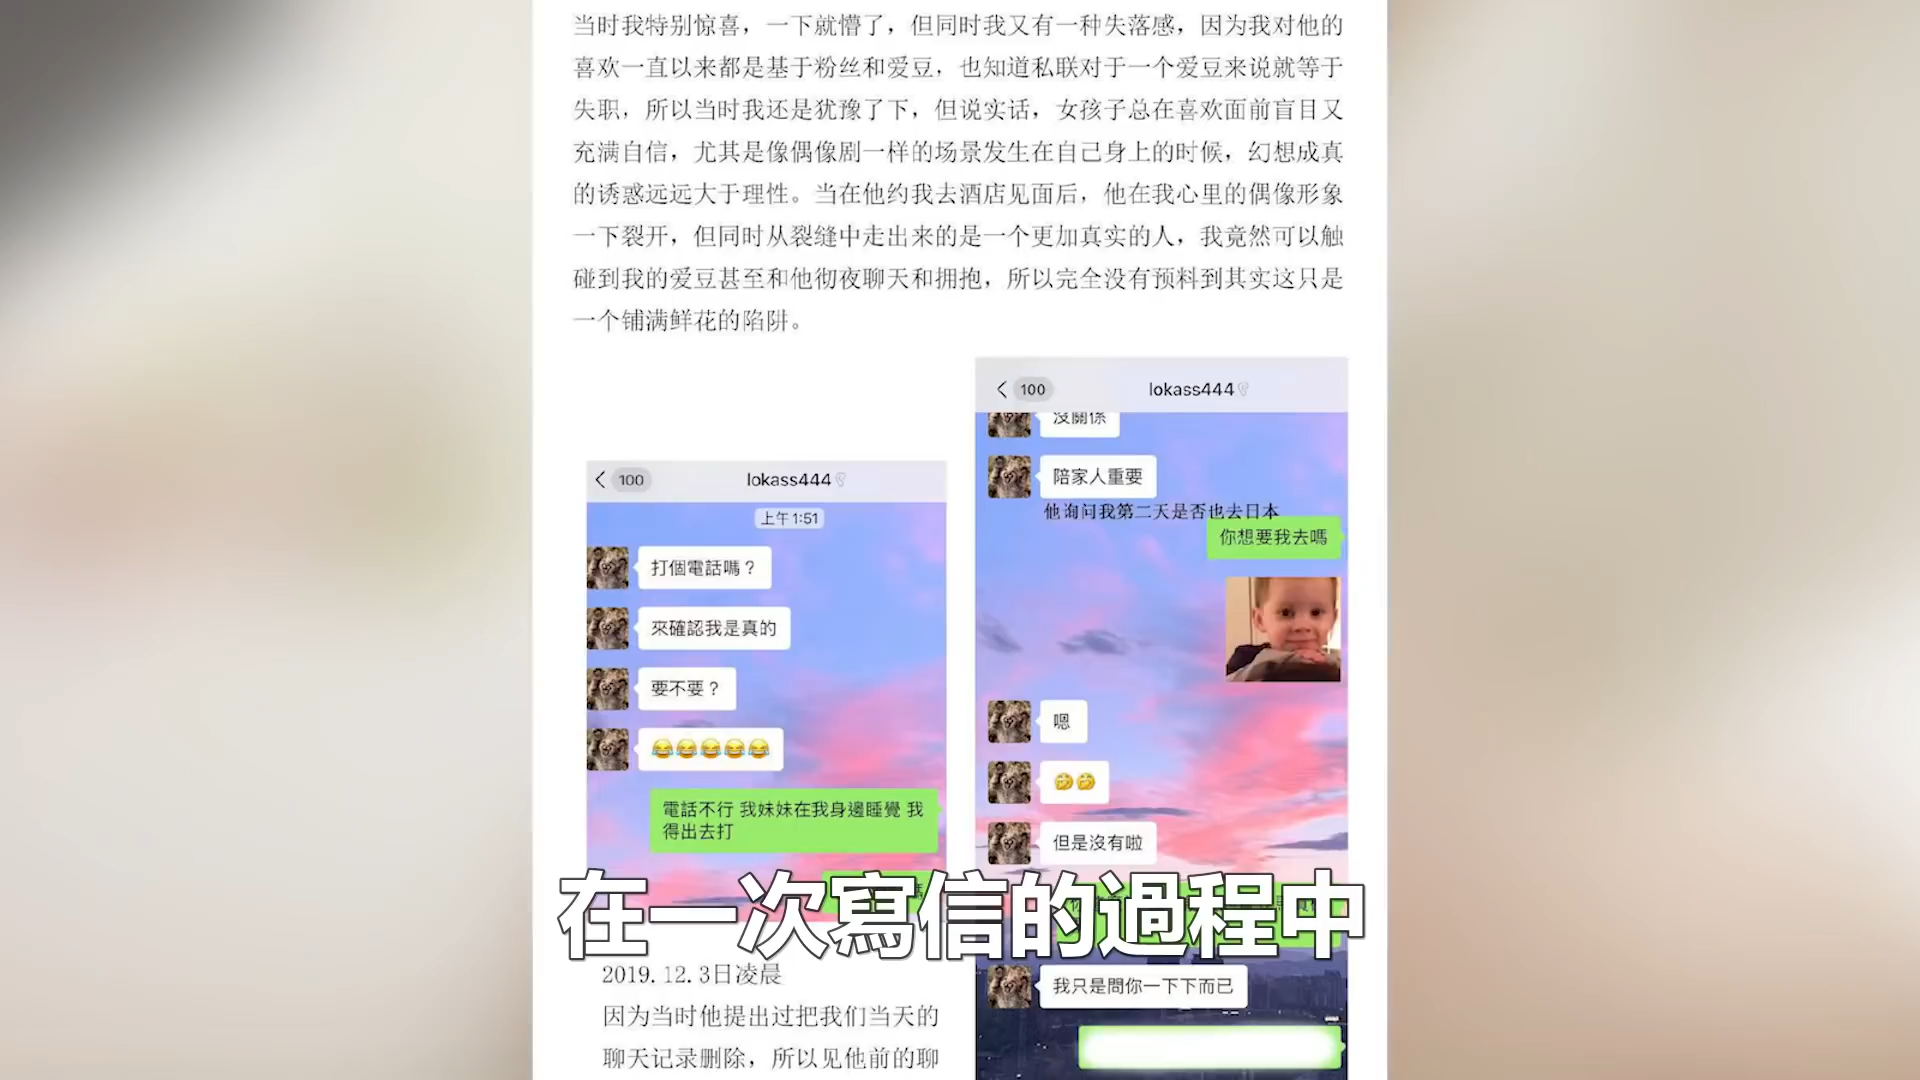 当时我特别惊喜，一下就懵了，但同时我又有一种失落感，因为我对他的
喜欢一直以来都是基于粉丝和爱豆，也知道私联对于一个爱豆来说就等于
失职，所以当时我还是犹豫了下，但说实话，女孩子总在喜欢面前盲目又
充满自信，尤其是像偶像剧一样的场景发生在自己身上的时候，幻想成真
的诱惑远远大于理性。当在他约我去酒店见面后，他在我心里的偶像形象
一下裂开，但同时从裂缝中走出来的是一个更加真实的人，我竟然可以触
碰到我的爱豆甚至和他彻夜聊天和拥抱，所以完全没有预料到其实这只是
一个铺满鲜花的陷阱。
100
lokass444
上午 1:51
打個電話嗎？
來確認我是真的
要不要？
😂😂😂😂😂
電話不行 我妹妹在我身邊睡覺 我
得出去打
100
lokass444
沒關係
陪家人重要
他询问我第二天是否也去日本
你想要我去嗎
嗯
但是沒有啦
我只是問你一下下而已
在一次寫信的過程中
2019.12.3日凌晨
因为当时他提出过把我们当天的
聊天记录删除，所以见他前的聊